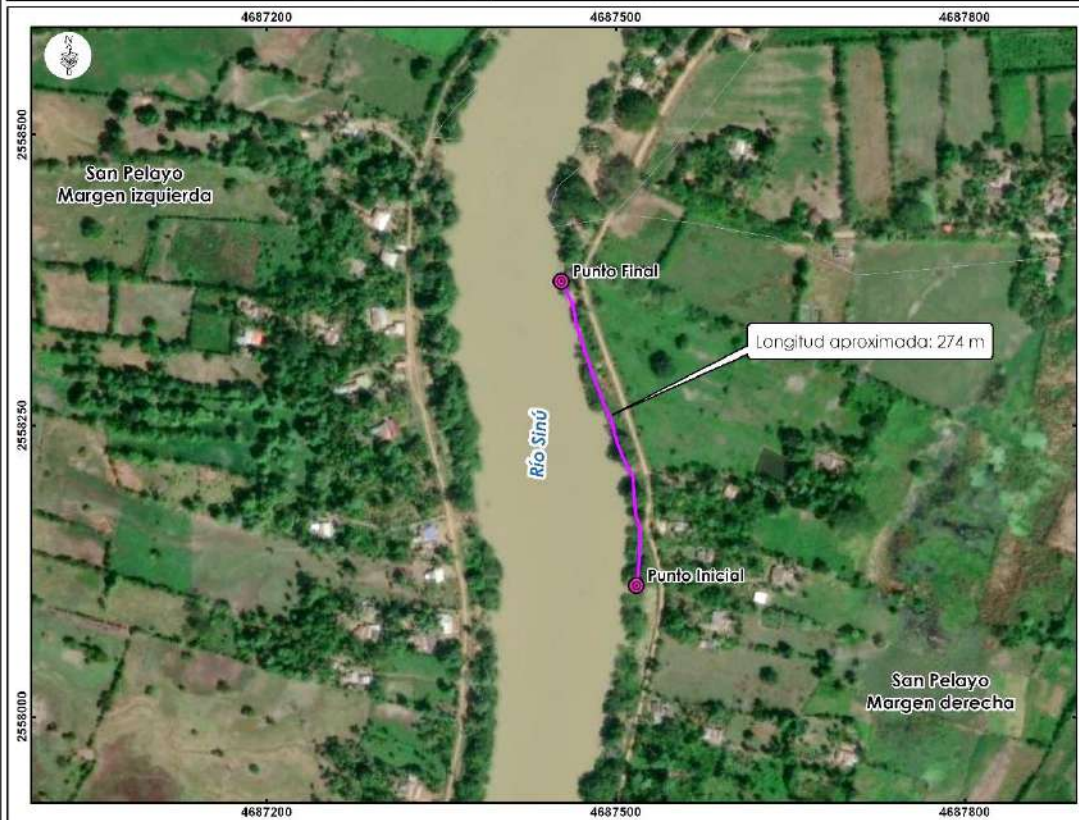 4687200 4687500 4687800
N
2558500
San Pelayo
Margen izquierda
Punto Final
Longitud aproximada: 274 m
2558250
Río Sinú
Punto Inicial
San Pelayo
Margen derecha
2558000
4687200 4687500 4687800